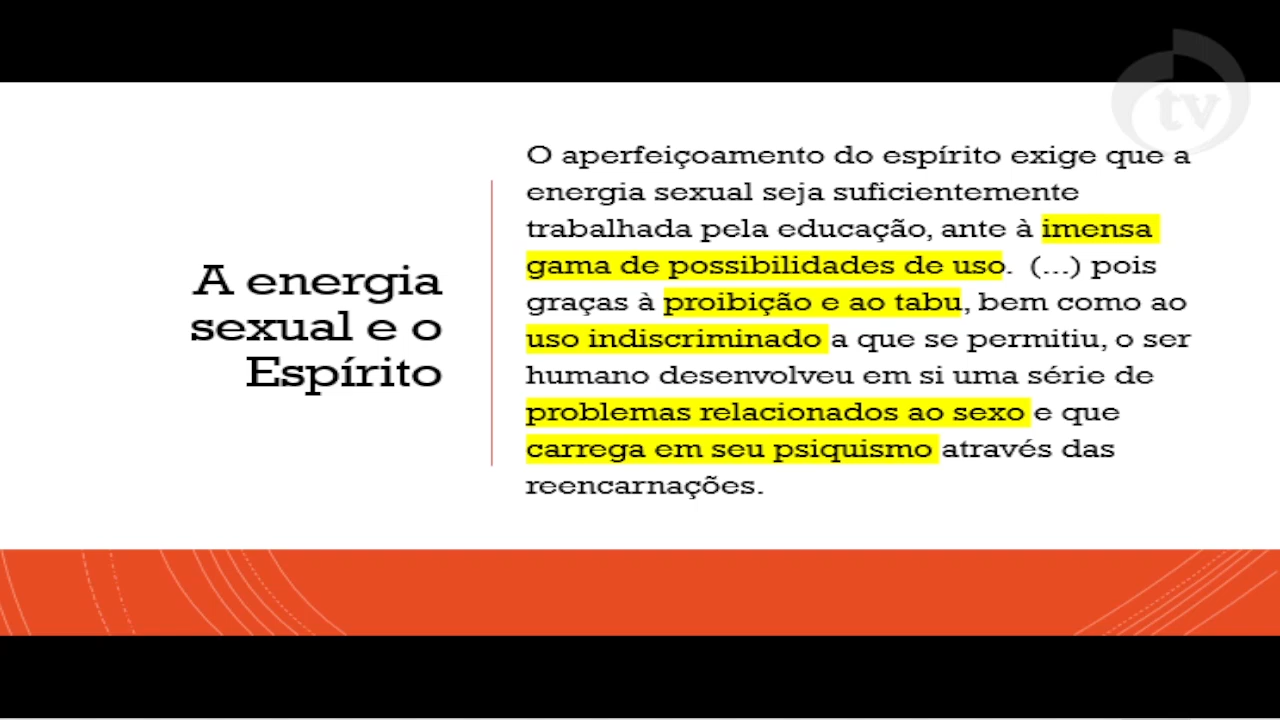 tv
O aperfeiçoamento do espírito exige que a
energia sexual seja suficientemente
trabalhada pela educação, ante à imensa
gama de possibilidades de uso. (...) pois
graças à proibição e ao tabu, bem como ao
uso indiscriminado a que se permitiu, o ser
humano desenvolveu em si uma série de
problemas relacionados ao sexo e que
carrega em seu psiquismo através das
reencarnações.
A energia
sexual e o
Espírito